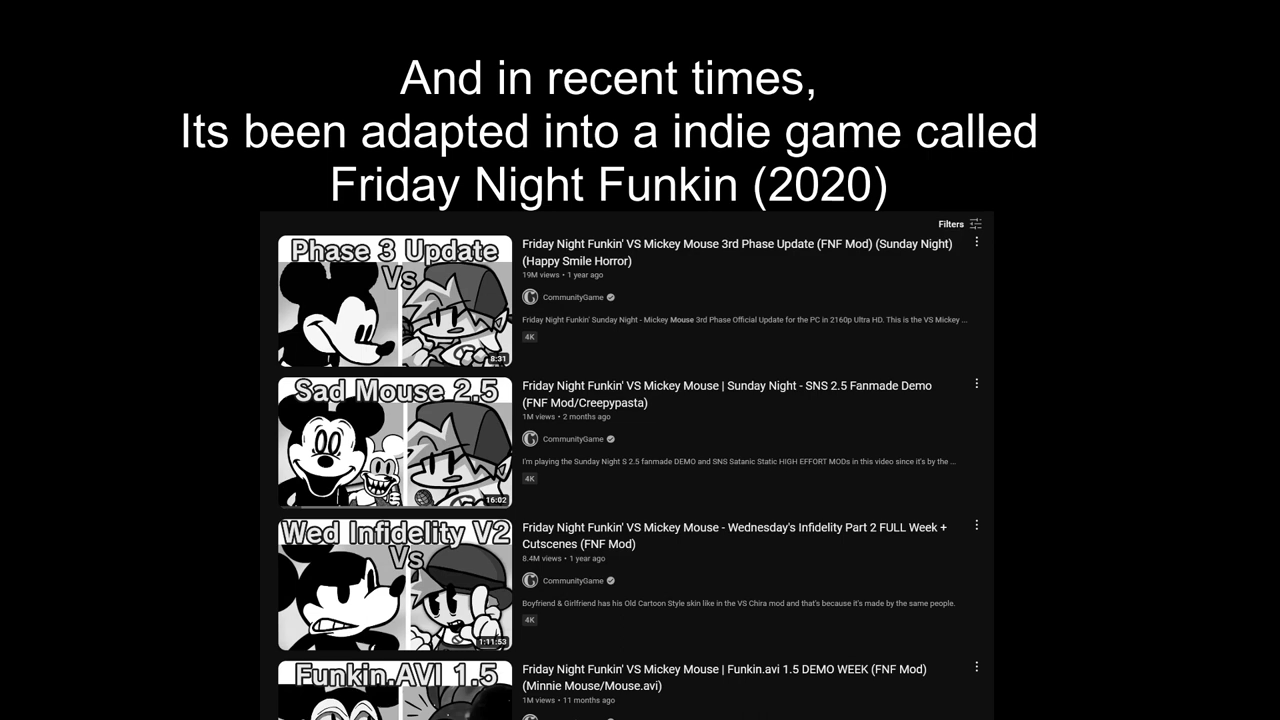 And in recent times,
Its been adapted into a indie game called
Friday Night Funkin (2020)
Filters
Phase 3 Update
Vs
8:31
Friday Night Funkin' VS Mickey Mouse 3rd Phase Update (FNF Mod) (Sunday Night)
(Happy Smile Horror)
19M views • 1 year ago
CommunityGame
Friday Night Funkin' Sunday Night - Mickey Mouse 3rd Phase Official Update for the PC in 2160p Ultra HD. This is the VS Mickey ...
4K
Sad Mouse 2.5
16:02
Friday Night Funkin' VS Mickey Mouse | Sunday Night - SNS 2.5 Fanmade Demo
(FNF Mod/Creepypasta)
1M views • 2 months ago
CommunityGame
I'm playing the Sunday Night S 2.5 fanmade DEMO and SNS Satanic Static HIGH EFFORT MODs in this video since it's by the ...
4K
Wed Infidelity V2
Vs
1:11:53
Friday Night Funkin' VS Mickey Mouse - Wednesday's Infidelity Part 2 FULL Week +
Cutscenes (FNF Mod)
8.4M views • 1 year ago
CommunityGame
Boyfriend & Girlfriend has his Old Cartoon Style skin like in the VS Chira mod and that's because it's made by the same people.
4K
Funkin.AVI 1.5
Friday Night Funkin' VS Mickey Mouse | Funkin.avi 1.5 DEMO WEEK (FNF Mod)
(Minnie Mouse/Mouse.avi)
1M views • 11 months ago